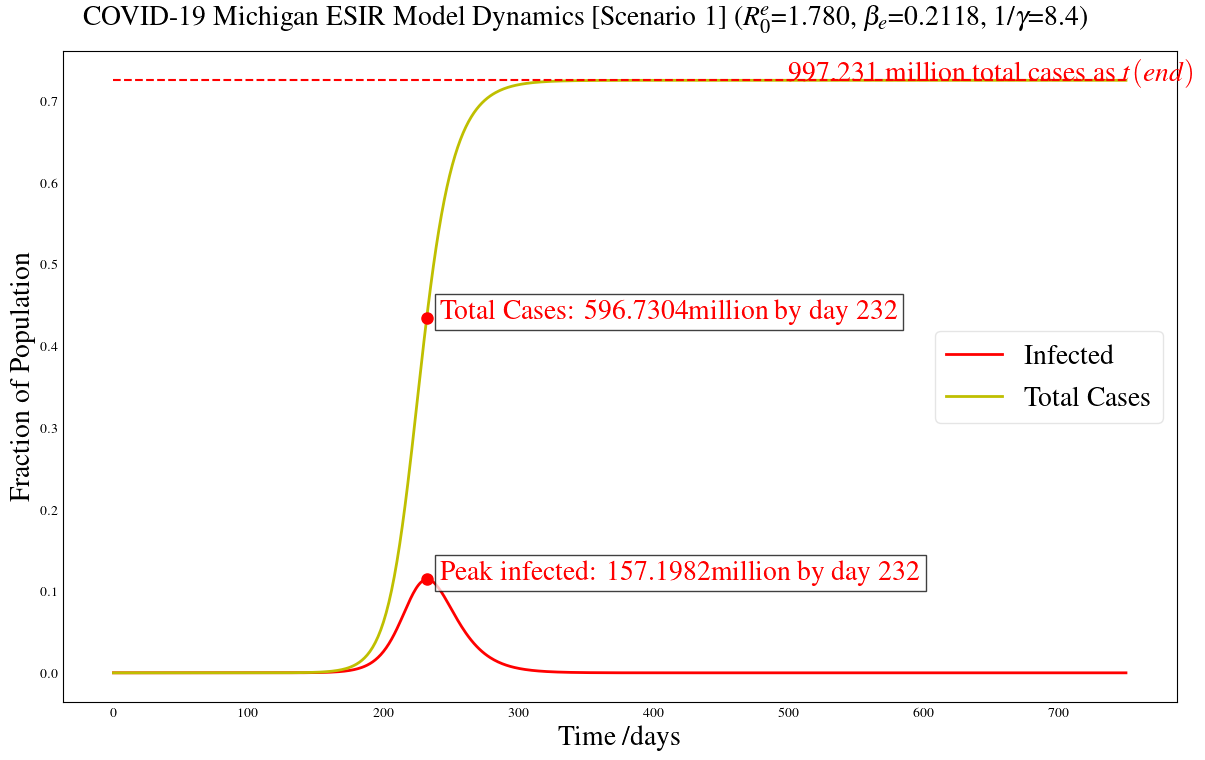 COVID-19 Michigan ESIR Model Dynamics [Scenario 1] ($R_0^e$=1.780, $\beta_e$=0.2118, 1/$\gamma$=8.4)
997.231 million total cases as t(end)
0.7
0.6
0.5
Total Cases: 596.7304million by day 232
0.4
Infected
Total Cases
0.3
0.2
Peak infected: 157.1982million by day 232
0.1
0.0
Fraction of Population
0 100 200 300 400 500 600 700
Time /days